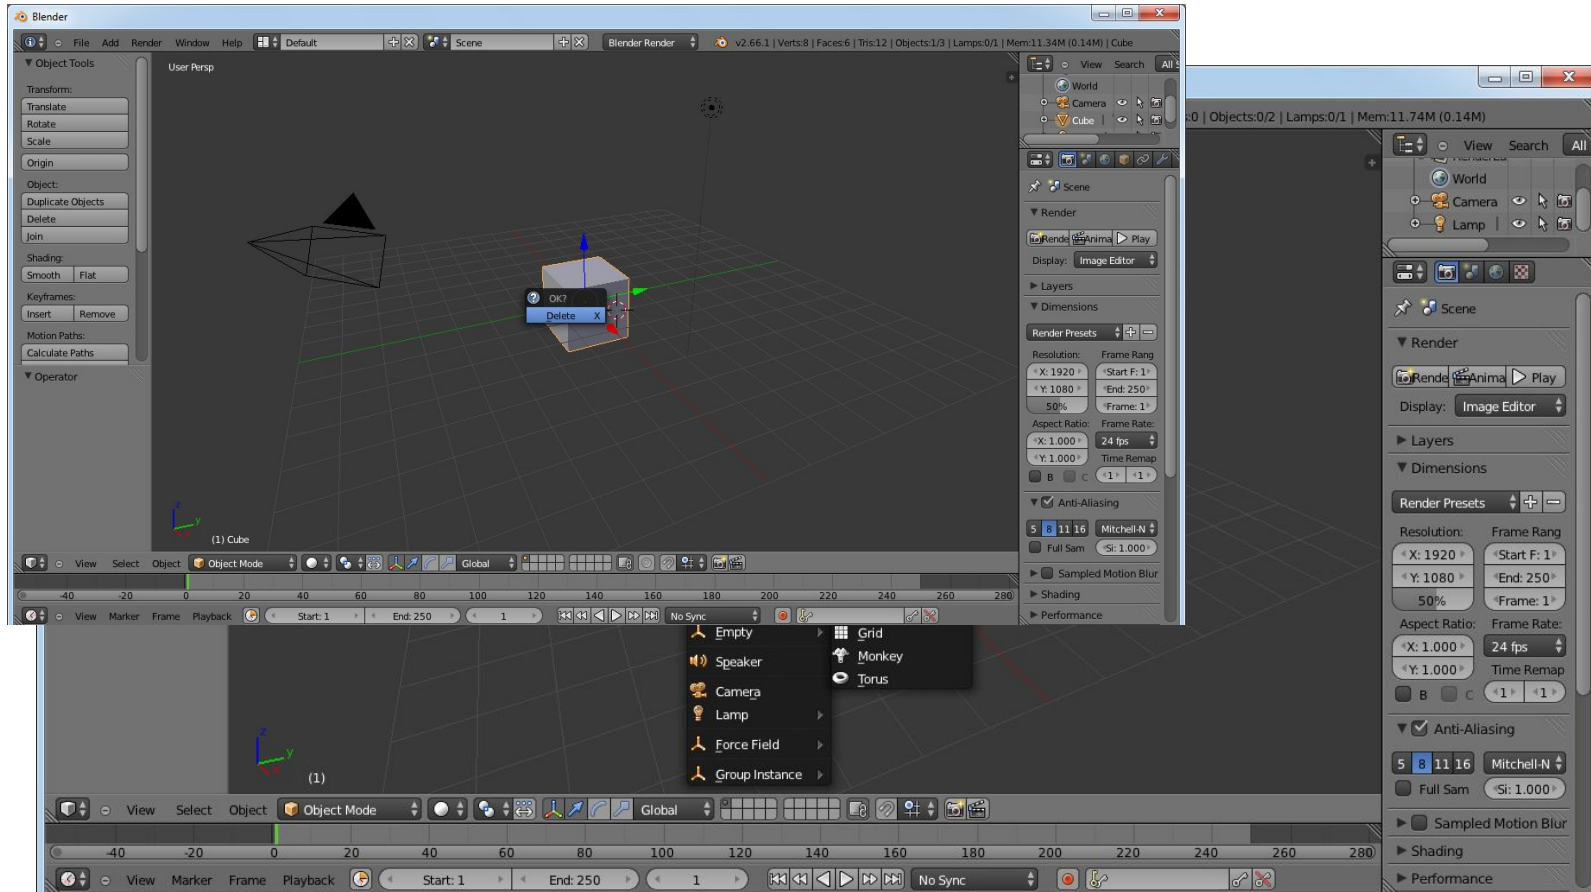 Blender
File Add Render Window Help Default Scene Blender Render v2.66.1 | Verts:8 | Faces:6 | Tris:12 | Objects:1/3 | Lamps:0/1 | Mem:11.34M (0.14M) | Cube
Object Tools
Transform:
Translate
Rotate
Scale
Origin
Object:
Duplicate Objects
Delete
Join
Shading:
Smooth Flat
Keyframes:
Insert Remove
Motion Paths:
Calculate Paths
Operator
User Persp
OK?
Delete X
z
y
(1) Cube
View Select Object Object Mode Global
-40 -20 0 20 40 60 80 100 120 140 160 180 200 220 240 260 280
View Marker Frame Playback Start: 1 End: 250 1 No Sync
View Search All S
World
Camera
Cube
Scene
Render
Rende Anima Play
Display: Image Editor
Layers
Dimensions
Render Presets
Resolution: Frame Rang
X: 1920 Start F: 1
Y: 1080 End: 250
50% Frame: 1
Aspect Ratio: Frame Rate:
X: 1.000 24 fps
Y: 1.000 Time Remap
B C 1 1
Anti-Aliasing
5 8 11 16 Mitchell-N
Full Sam Si: 1.000
Sampled Motion Blur
Shading
Performance
:0 | Objects:0/2 | Lamps:0/1 | Mem:11.74M (0.14M)
View Search All
World
Camera
Lamp
Scene
Render
Rende Anima Play
Display: Image Editor
Layers
Dimensions
Render Presets
Resolution: Frame Rang
X: 1920 Start F: 1
Y: 1080 End: 250
50% Frame: 1
Aspect Ratio: Frame Rate:
X: 1.000 24 fps
Y: 1.000 Time Remap
B C 1 1
Anti-Aliasing
5 8 11 16 Mitchell-N
Full Sam Si: 1.000
Sampled Motion Blur
Shading
Performance
Empty
Speaker
Camera
Lamp
Force Field
Group Instance
Grid
Monkey
Torus
z
y
(1)
View Select Object Object Mode Global
-40 -20 0 20 40 60 80 100 120 140 160 180 200 220 240 260 280
View Marker Frame Playback Start: 1 End: 250 1 No Sync